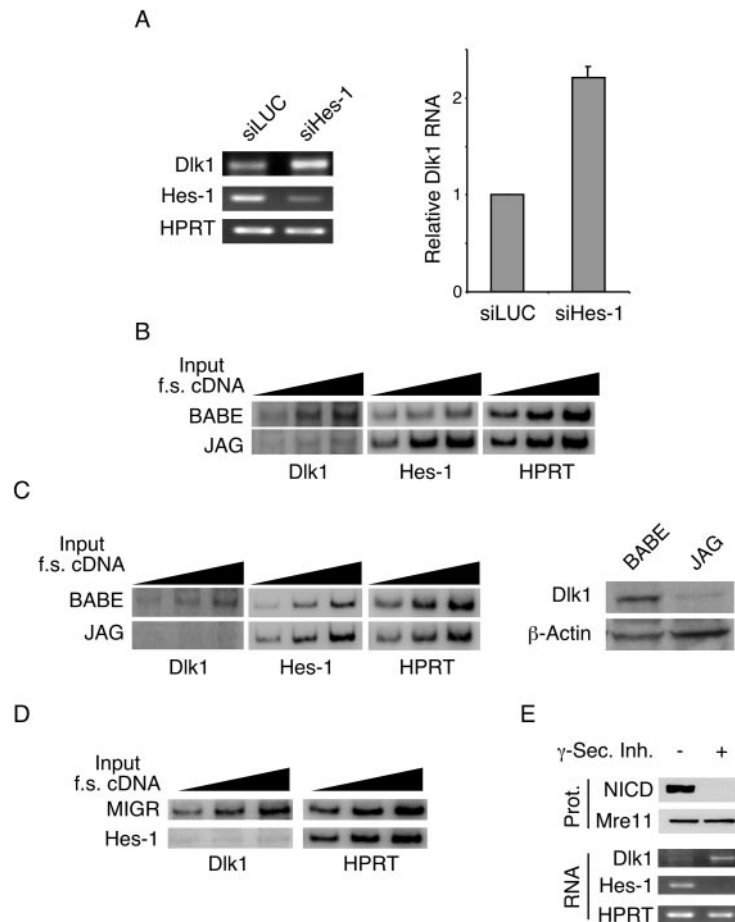 A
siLUC
siHes-1
Dlk1
Hes-1
HPRT
Relative Dlk1 RNA
2
1
0
siLUC
siHes-1
B
Input
f.s. cDNA
BABE
JAG
Dlk1
Hes-1
HPRT
C
Input
f.s. cDNA
BABE
JAG
Dlk1
Hes-1
HPRT
BABE
JAG
Dlk1
β-Actin
D
Input
f.s. cDNA
MIGR
Hes-1
Dlk1
HPRT
E
γ-Sec. Inh. - +
Prot.
NICD
Mre11
RNA
Dlk1
Hes-1
HPRT